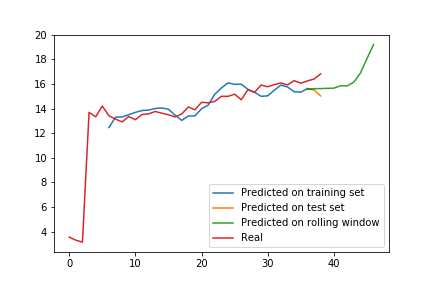 20
18
16
14
12
10
8
6
4
0 10 20 30 40
Predicted on training set
Predicted on test set
Predicted on rolling window
Real